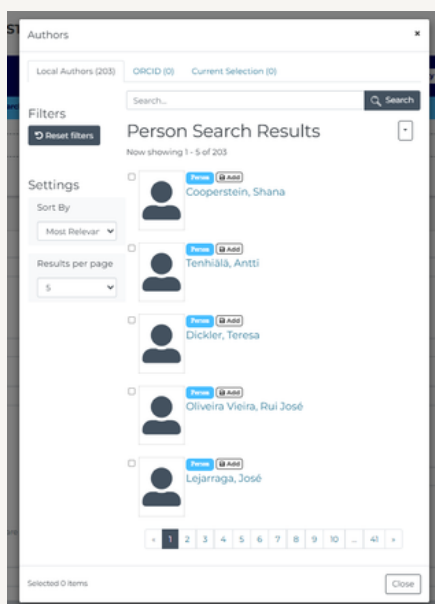 ST
Authors
×
Local Authors (203) ORCID (0) Current Selection (0)
Search...
Search
Filters
Reset filters
Person Search Results
Now showing 1 - 5 of 203
Settings
Sort By
Most Relevar
Results per page
5
Person Add
Cooperstein, Shana
Person Add
Tenhiälä, Antti
Person Add
Dickler, Teresa
Person Add
Oliveira Vieira, Rui José
Person Add
Lejarraga, José
« 1 2 3 4 5 6 7 8 9 10 ... 41 »
Selected 0 items
Close